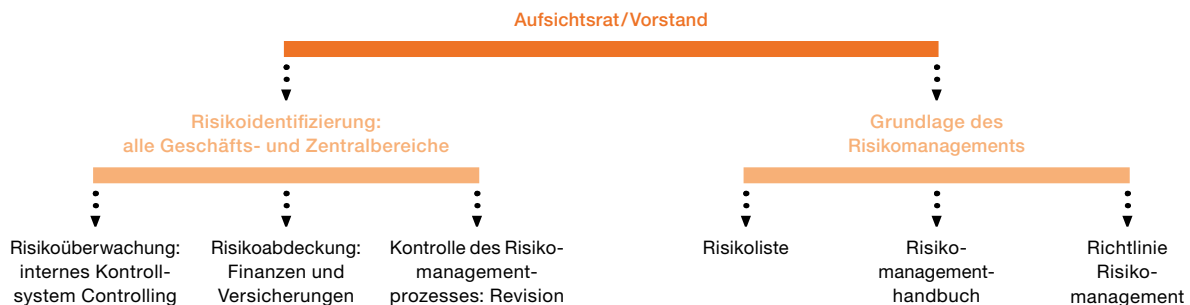 Aufsichtsrat/Vorstand
Risikoidentifizierung:
alle Geschäfts- und Zentralbereiche
Grundlage des
Risikomanagements
Risikoüberwachung:
internes Kontroll-
system Controlling
Risikoabdeckung:
Finanzen und
Versicherungen
Kontrolle des Risiko-
management-
prozesses: Revision
Risikoliste
Risiko-
management-
handbuch
Richtlinie
Risiko-
management